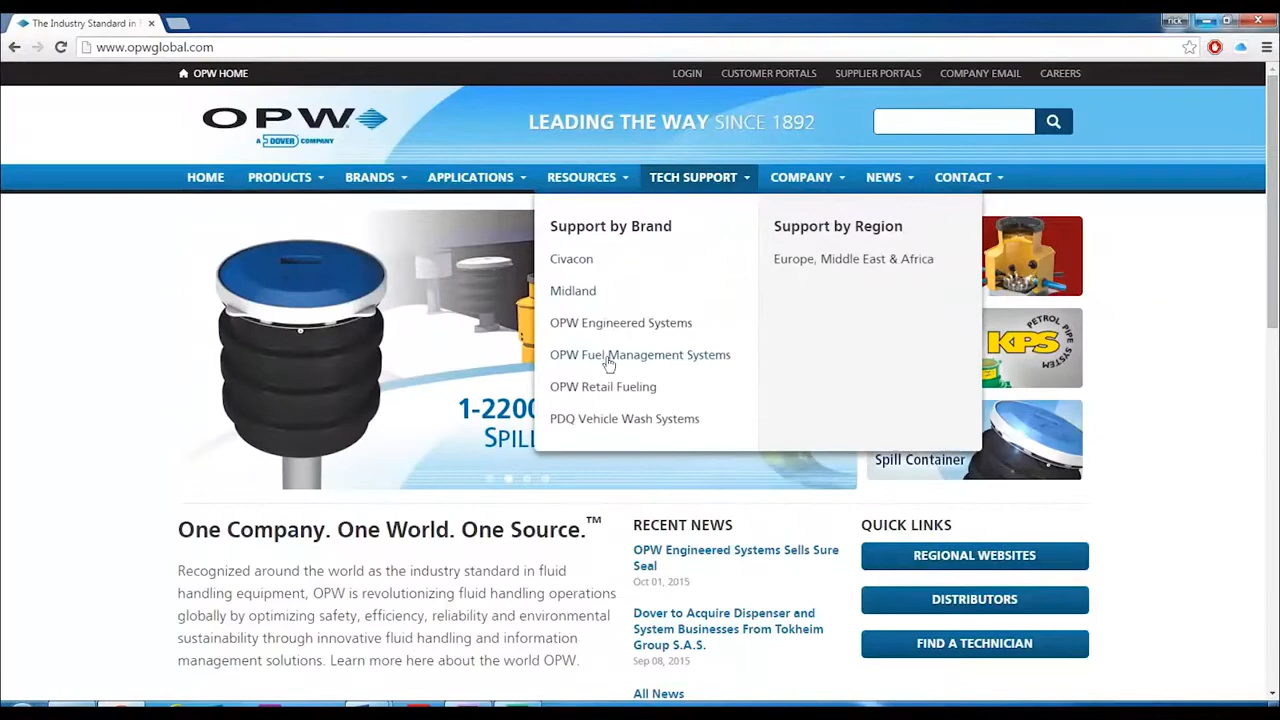 The Industry Standard in
rick
www.opwglobal.com
OPW HOME
LOGIN
CUSTOMER PORTALS
SUPPLIER PORTALS
COMPANY EMAIL
CAREERS
OPW
A DOVER COMPANY
LEADING THE WAY SINCE 1892
HOME
PRODUCTS
BRANDS
APPLICATIONS
RESOURCES
TECH SUPPORT
COMPANY
NEWS
CONTACT
Support by Brand
Civacon
Midland
OPW Engineered Systems
OPW Fuel Management Systems
OPW Retail Fueling
PDQ Vehicle Wash Systems
Support by Region
Europe, Middle East & Africa
1-2200
SPILL
PETROL PIPE SYSTEM
KPS
Spill Container
One Company. One World. One Source.™
Recognized around the world as the industry standard in fluid
handling equipment, OPW is revolutionizing fluid handling operations
globally by optimizing safety, efficiency, reliability and environmental
sustainability through innovative fluid handling and information
management solutions. Learn more here about the world OPW.
RECENT NEWS
OPW Engineered Systems Sells Sure
Seal
Oct 01, 2015
Dover to Acquire Dispenser and
System Businesses From Tokheim
Group S.A.S.
Sep 08, 2015
All News
QUICK LINKS
REGIONAL WEBSITES
DISTRIBUTORS
FIND A TECHNICIAN